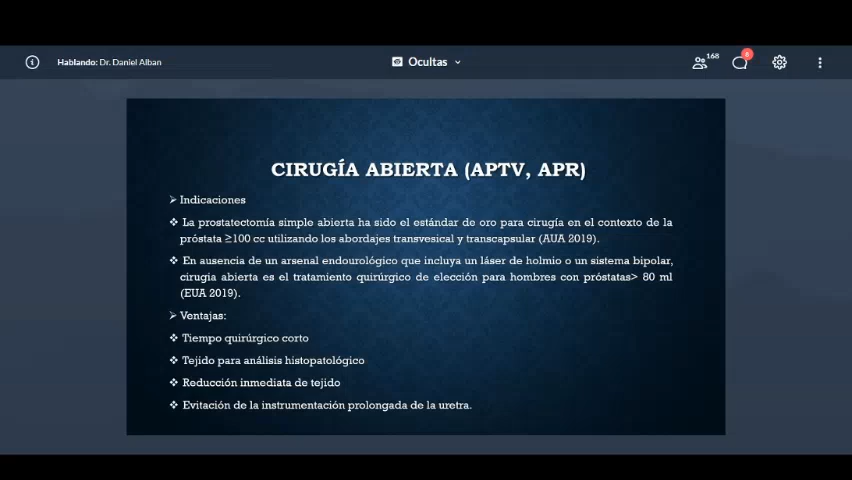 Hablando: Dr. Daniel Alban
Ocultas
168
6
CIRUGÍA ABIERTA (APTV, APR)
Indicaciones
La prostatectomía simple abierta ha sido el estándar de oro para cirugía en el contexto de la
próstata ≥100 cc utilizando los abordajes transvesical y transcapsular (AUA 2019).
En ausencia de un arsenal endourológico que incluya un láser de holmio o un sistema bipolar,
cirugía abierta es el tratamiento quirúrgico de elección para hombres con próstatas> 80 ml
(EUA 2019).
Ventajas:
Tiempo quirúrgico corto
Tejido para análisis histopatológico
Reducción inmediata de tejido
Evitación de la instrumentación prolongada de la uretra.